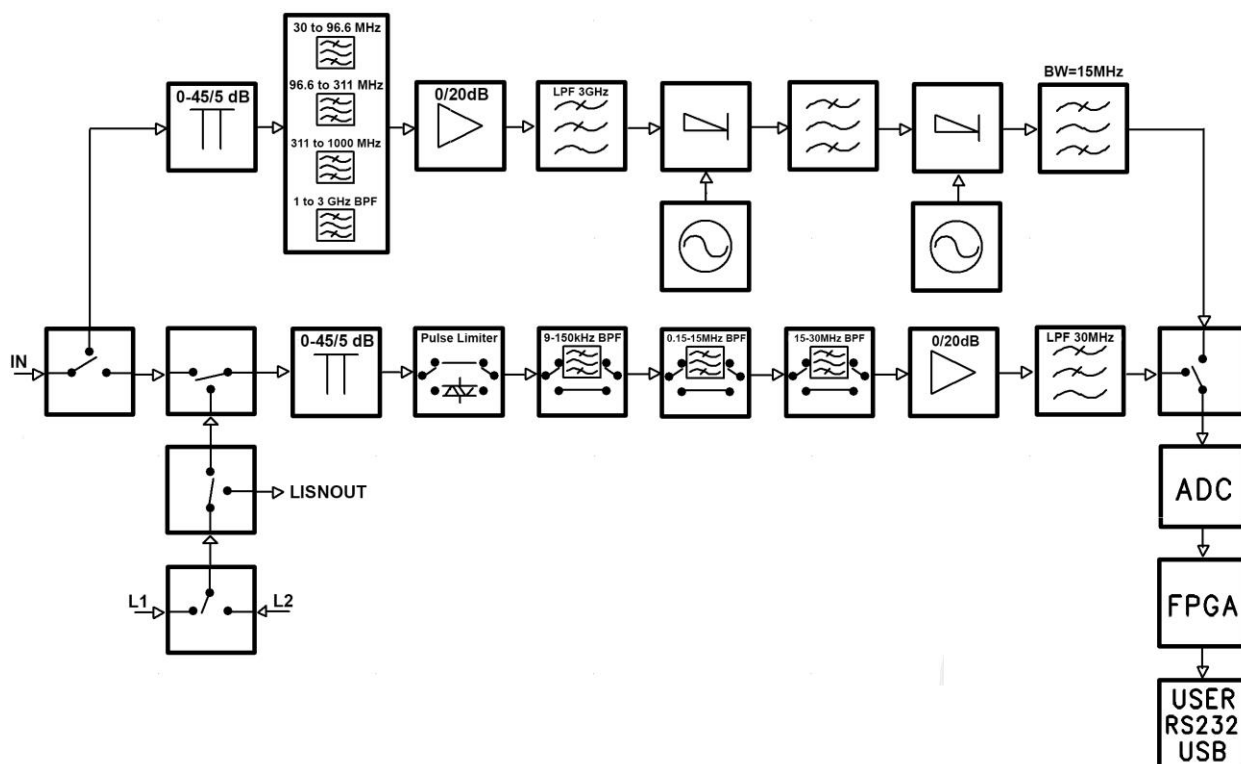 30 to 96.6 MHz
96.6 to 311 MHz
311 to 1000 MHz
1 to 3 GHz BPF
0-45/5 dB
0/20dB
LPF 3GHz
BW=15MHz
IN
0-45/5 dB
Pulse Limiter
9-150kHz BPF
0.15-15MHz BPF
15-30MHz BPF
0/20dB
LPF 30MHz
LISNOUT
L1
L2
ADC
FPGA
USER
RS232
USB